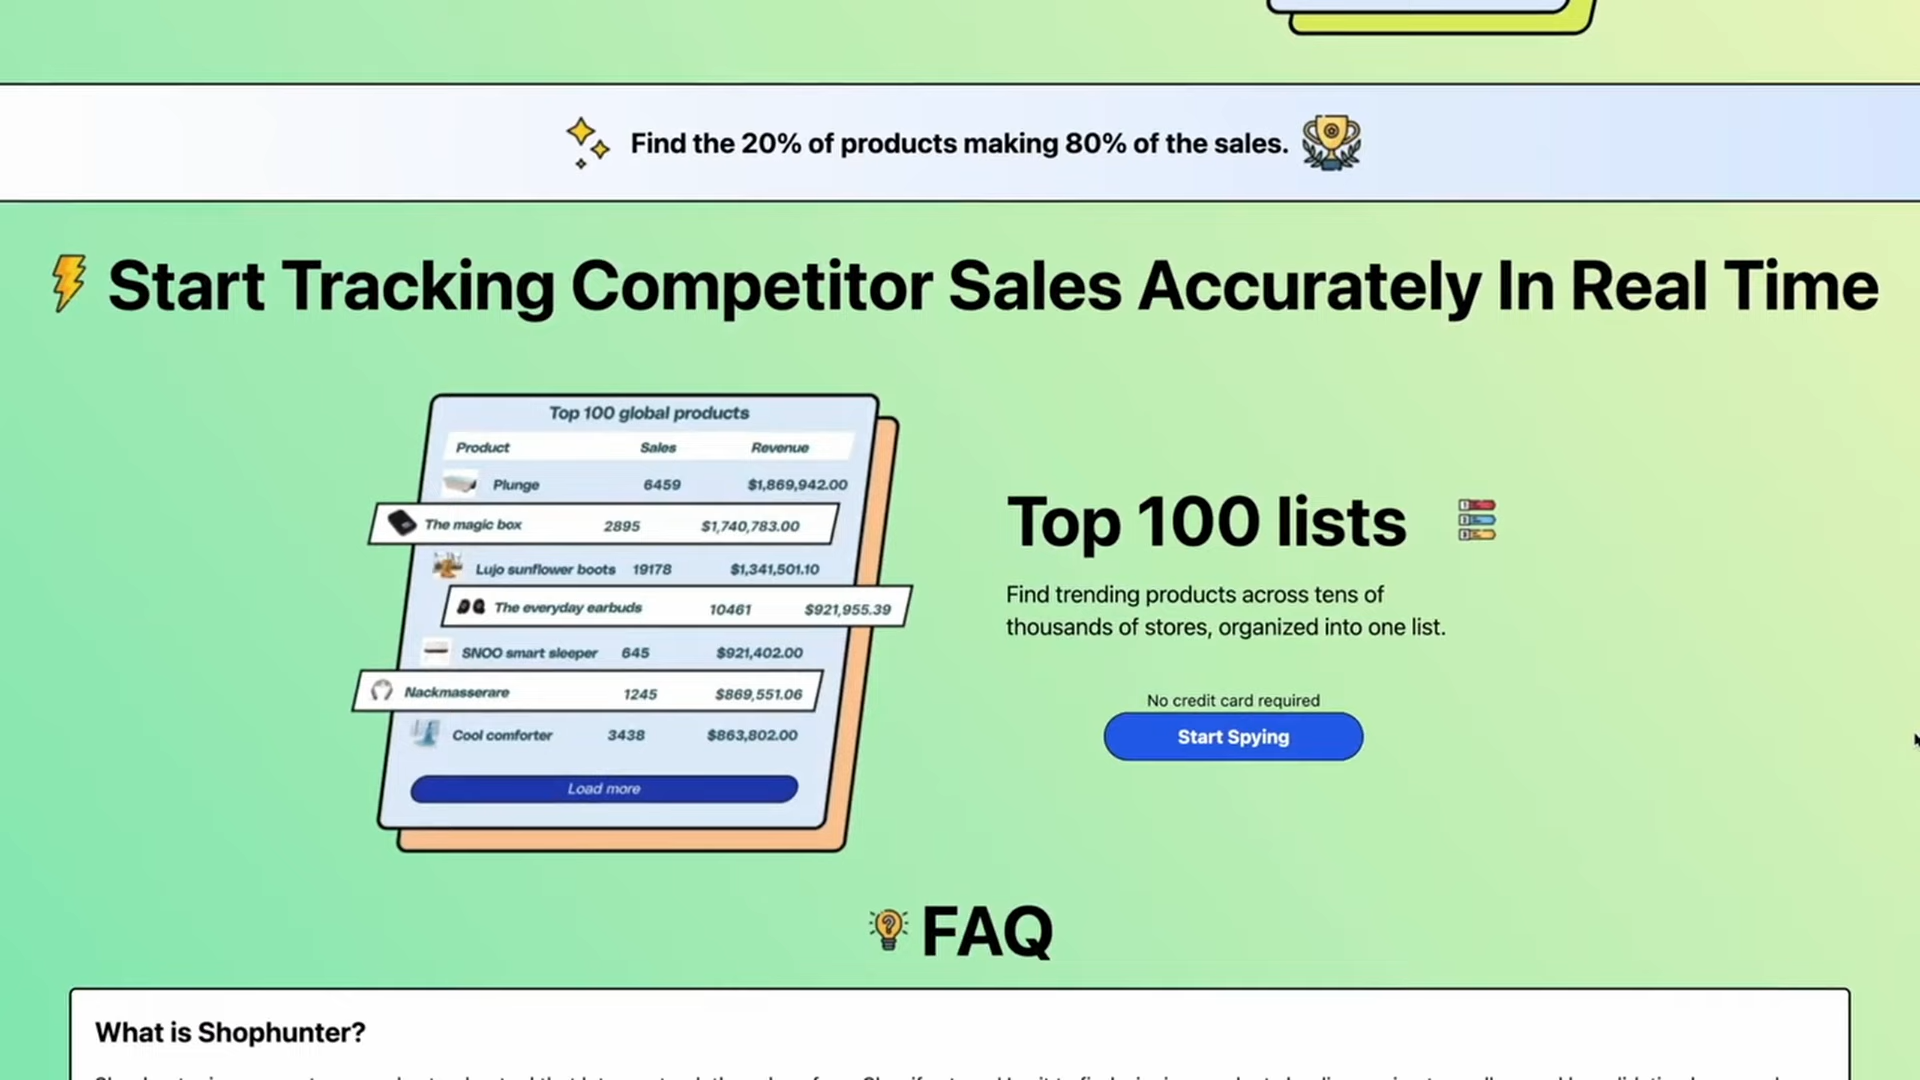 Find the 20% of products making 80% of the sales.
Start Tracking Competitor Sales Accurately In Real Time
Top 100 global products
Product Sales Revenue
Plunge 6459 $1,869,942.00
The magic box 2895 $1,740,783.00
Lujo sunflower boots 19178 $1,341,501.10
The everyday earbuds 10461 $921,955.39
SNOO smart sleeper 645 $921,402.00
Nackmasserare 1245 $869,551.06
Cool comforter 3438 $863,802.00
Load more
Top 100 lists
Find trending products across tens of
thousands of stores, organized into one list.
No credit card required
Start Spying
FAQ
What is Shophunter?